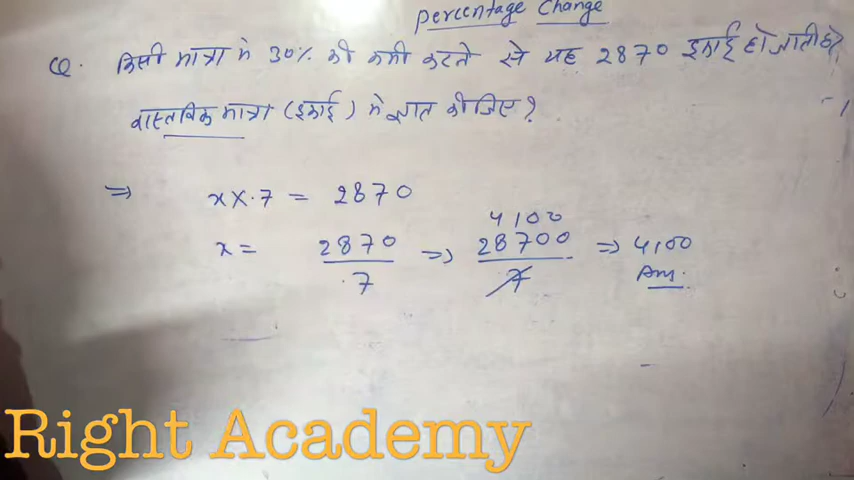 Percentage Change
Q. किसी मात्रा मे 30% की कमी करते से यह 2870 इकाई हो जाती है?
वास्तविक मात्रा (इकाई) मे ज्ञात कीजिए?
⇒ x×.7 = 2870
x= 2870/.7 ⇒ 28700/7 4100 ⇒ 4100
Ans.
Right Academy